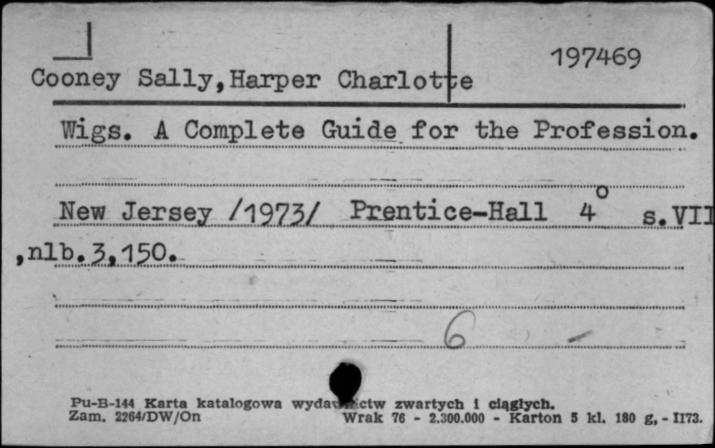 197469
Cooney Sally,Harper Charlotte
Wigs. A Complete Guide for the Profession.
New Jersey /1973/ Prentice-Hall 4° s.VII
,nlb.3,150.
6 -
Pu-B-144 Karta katalogowa wydawnictw zwartych i ciągłych.
Zam. 2264/DW/On Wrak 76 - 2.300.000 - Karton 5 kl. 180 g, - II73.